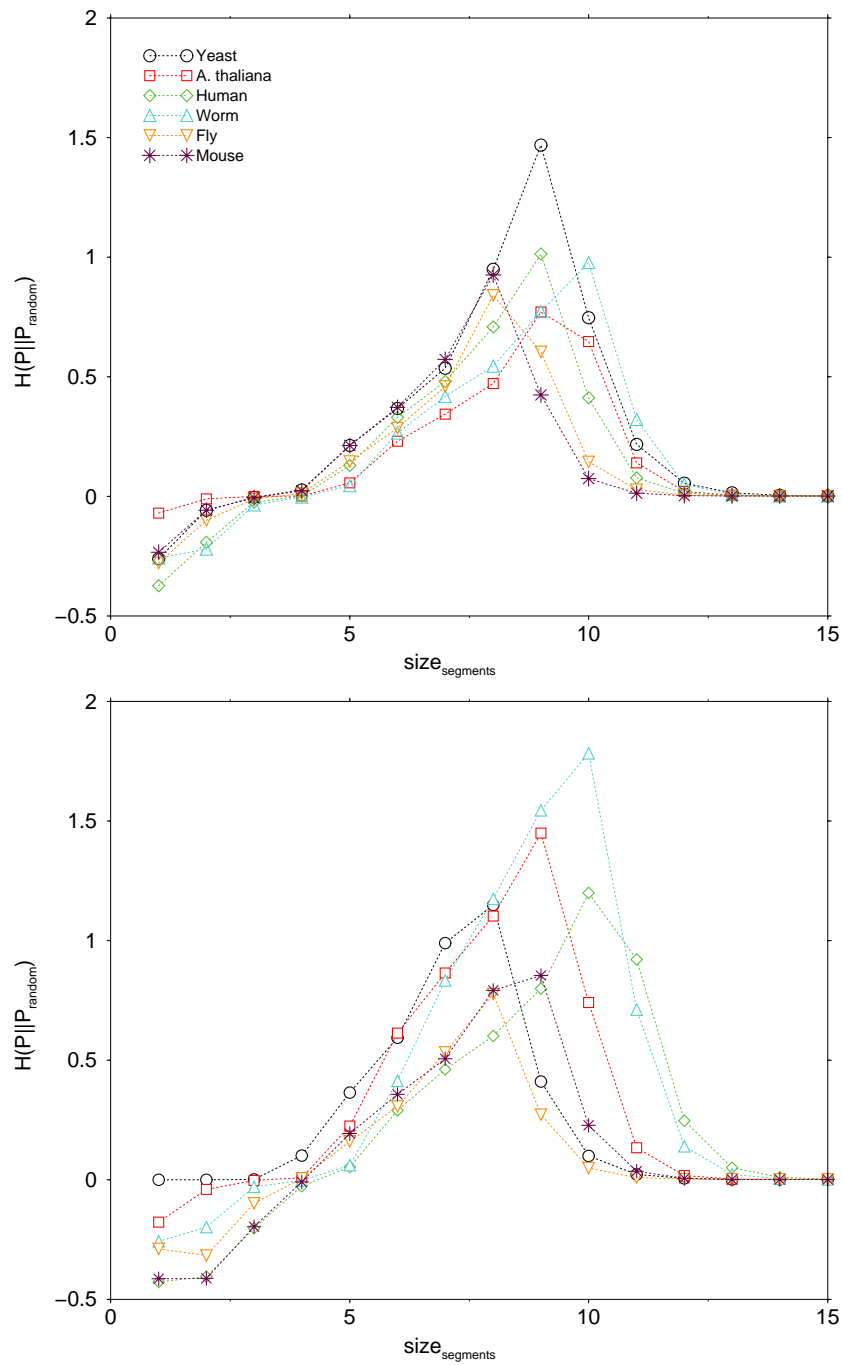 2
1.5
1
0.5
0
−0.5
H(P||Prandom)
Yeast
A. thaliana
Human
Worm
Fly
Mouse
0
5
10
15
sizesegments
2
1.5
1
0.5
0
−0.5
H(P||Prandom)
0
5
10
15
sizesegments